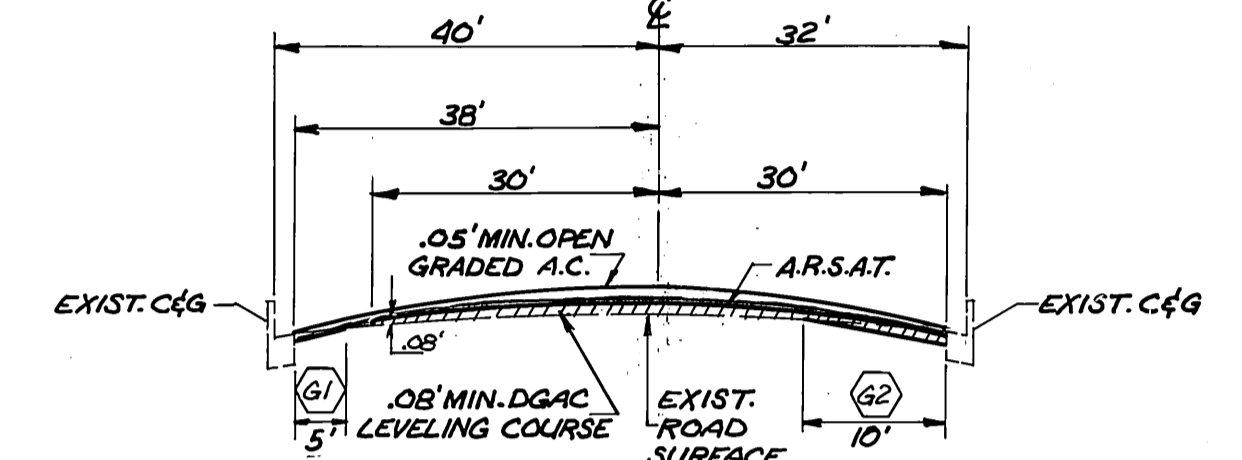 ℄
40' 32'
38'
30' 30'
.05' MIN. OPEN
GRADED A.C.
A.R.S.A.T.
EXIST. C&G
EXIST. C&G
.08'
G1
G2
.08' MIN. DGAC
LEVELING COURSE
EXIST.
ROAD
SURFACE
5'
10'